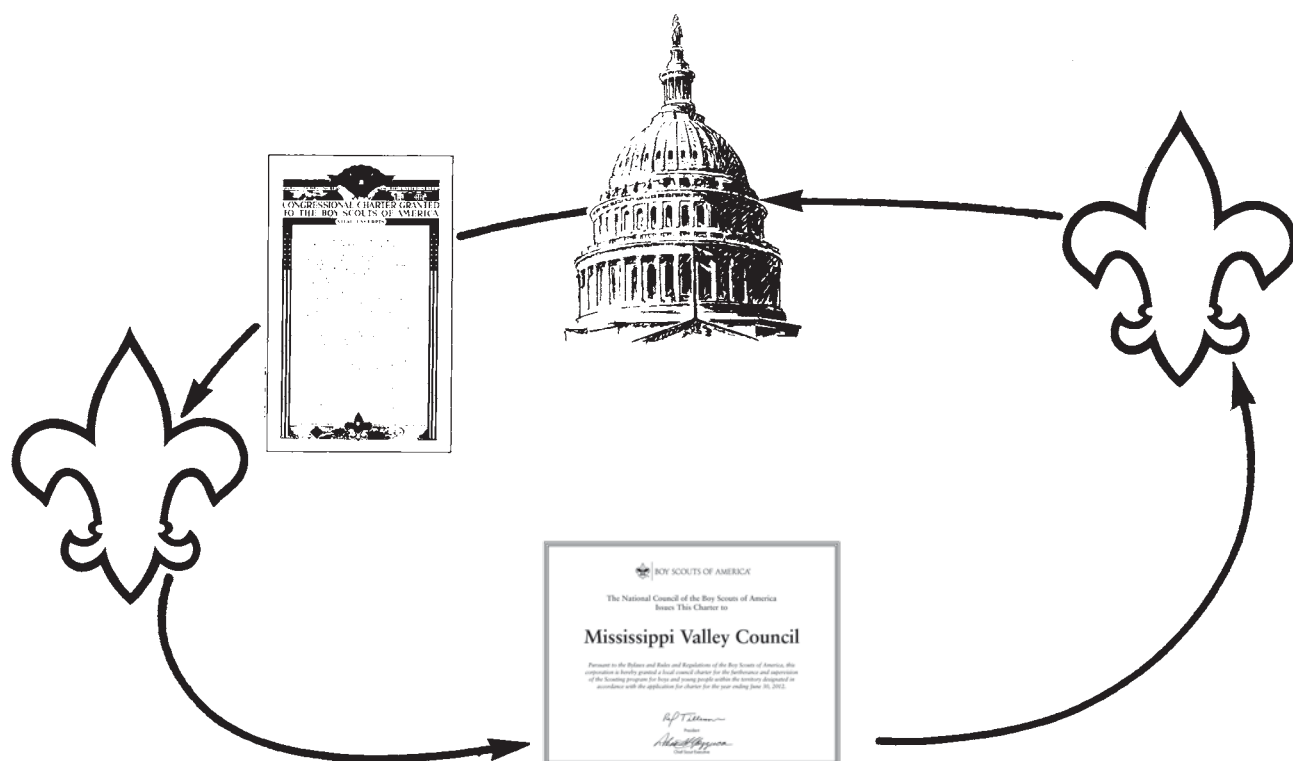 CONGRESSIONAL CHARTER GRANTED
TO THE BOY SCOUTS OF AMERICA
BOY SCOUTS OF AMERICA
The National Council of the Boy Scouts of America
Issues This Charter to
Mississippi Valley Council
Pursuant to the Bylaws and Rules and Regulations of the Boy Scouts of America, this
corporation is hereby granted a local council charter for the furtherance and supervision
of the Scouting program for boys and young people within the territory designated in
accordance with the application for charter for the year ending June 30, 2012.
President
Chief Scout Executive